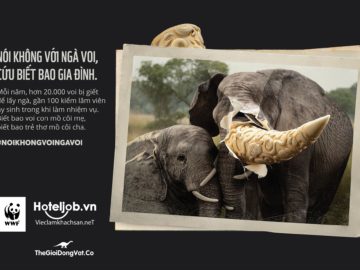 NÓI KHÔNG VỚI NGÀ VOI,
CỨU BIẾT BAO GIA ĐÌNH.
Mỗi năm, hơn 20.000 voi bị giết
để lấy ngà, gần 100 kiểm lâm viên
hy sinh trong khi làm nhiệm vụ.
Biết bao voi con mồ côi mẹ,
biết bao trẻ thơ mồ côi cha.
#NOIKHONGVOINGAVOI
WWF
Hoteljob.vn
Vieclamkhachsan.neT
TheGioiDongVat.Co